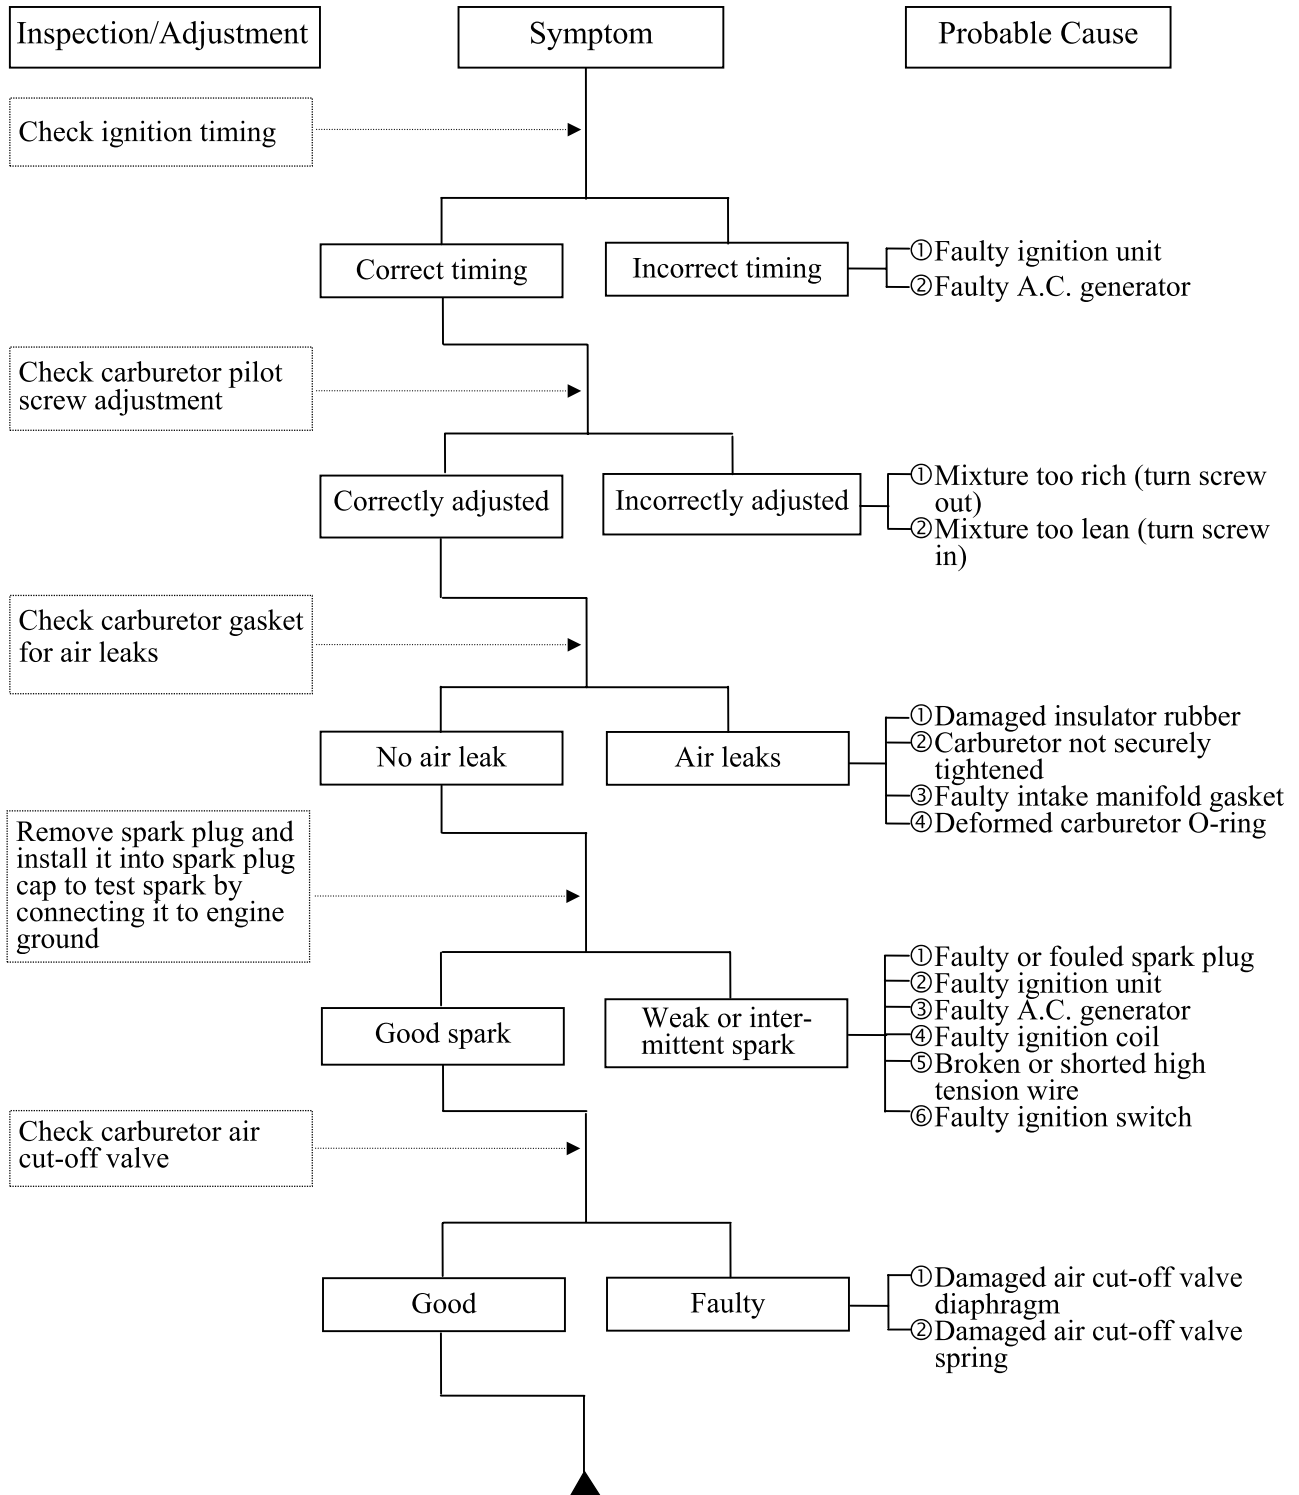 Inspection/Adjustment
Symptom
Probable Cause
Check ignition timing
Correct timing
Incorrect timing
①Faulty ignition unit
②Faulty A.C. generator
Check carburetor pilot
screw adjustment
Correctly adjusted
Incorrectly adjusted
①Mixture too rich (turn screw
out)
②Mixture too lean (turn screw
in)
Check carburetor gasket
for air leaks
No air leak
Air leaks
①Damaged insulator rubber
②Carburetor not securely
tightened
③Faulty intake manifold gasket
④Deformed carburetor O-ring
Remove spark plug and
install it into spark plug
cap to test spark by
connecting it to engine
ground
Good spark
Weak or inter-
mittent spark
①Faulty or fouled spark plug
②Faulty ignition unit
③Faulty A.C. generator
④Faulty ignition coil
⑤Broken or shorted high
tension wire
⑥Faulty ignition switch
Check carburetor air
cut-off valve
Good
Faulty
①Damaged air cut-off valve
diaphragm
②Damaged air cut-off valve
spring